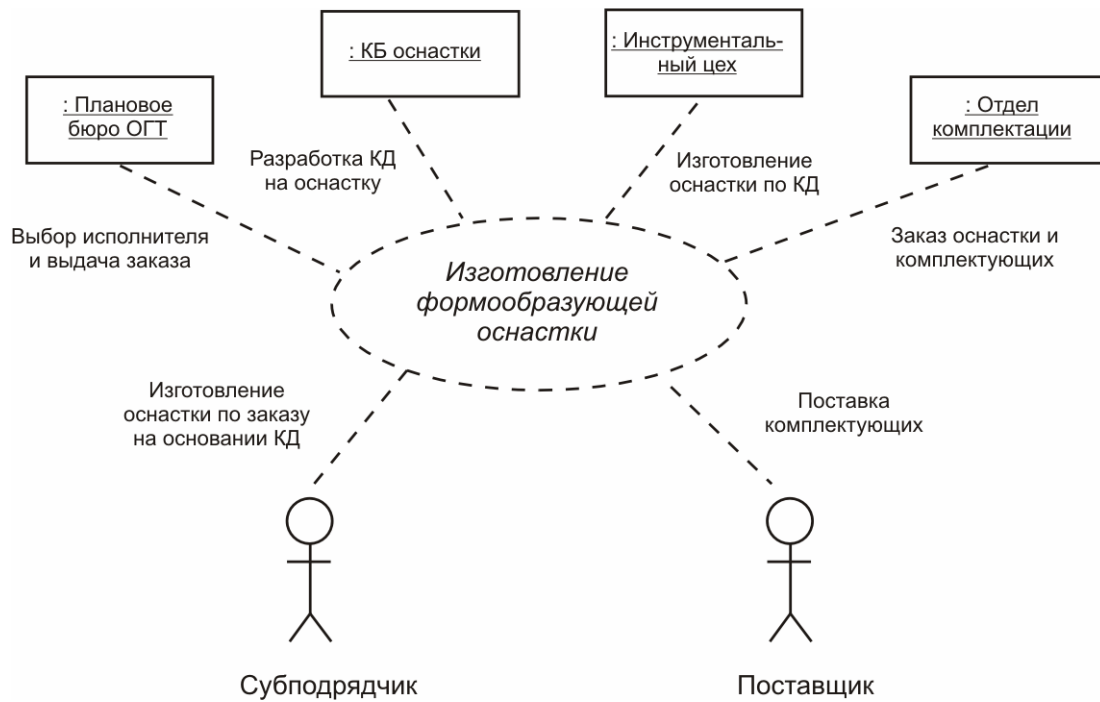 : КБ оснастки
: Инструменталь-
ный цех
: Плановое
бюро ОГТ
: Отдел
комплектации
Разработка КД
на оснастку
Изготовление
оснастки по КД
Выбор исполнителя
и выдача заказа
Заказ оснастки и
комплектующих
Изготовление
формообразующей
оснастки
Изготовление
оснастки по заказу
на основании КД
Поставка
комплектующих
Субподрядчик
Поставщик